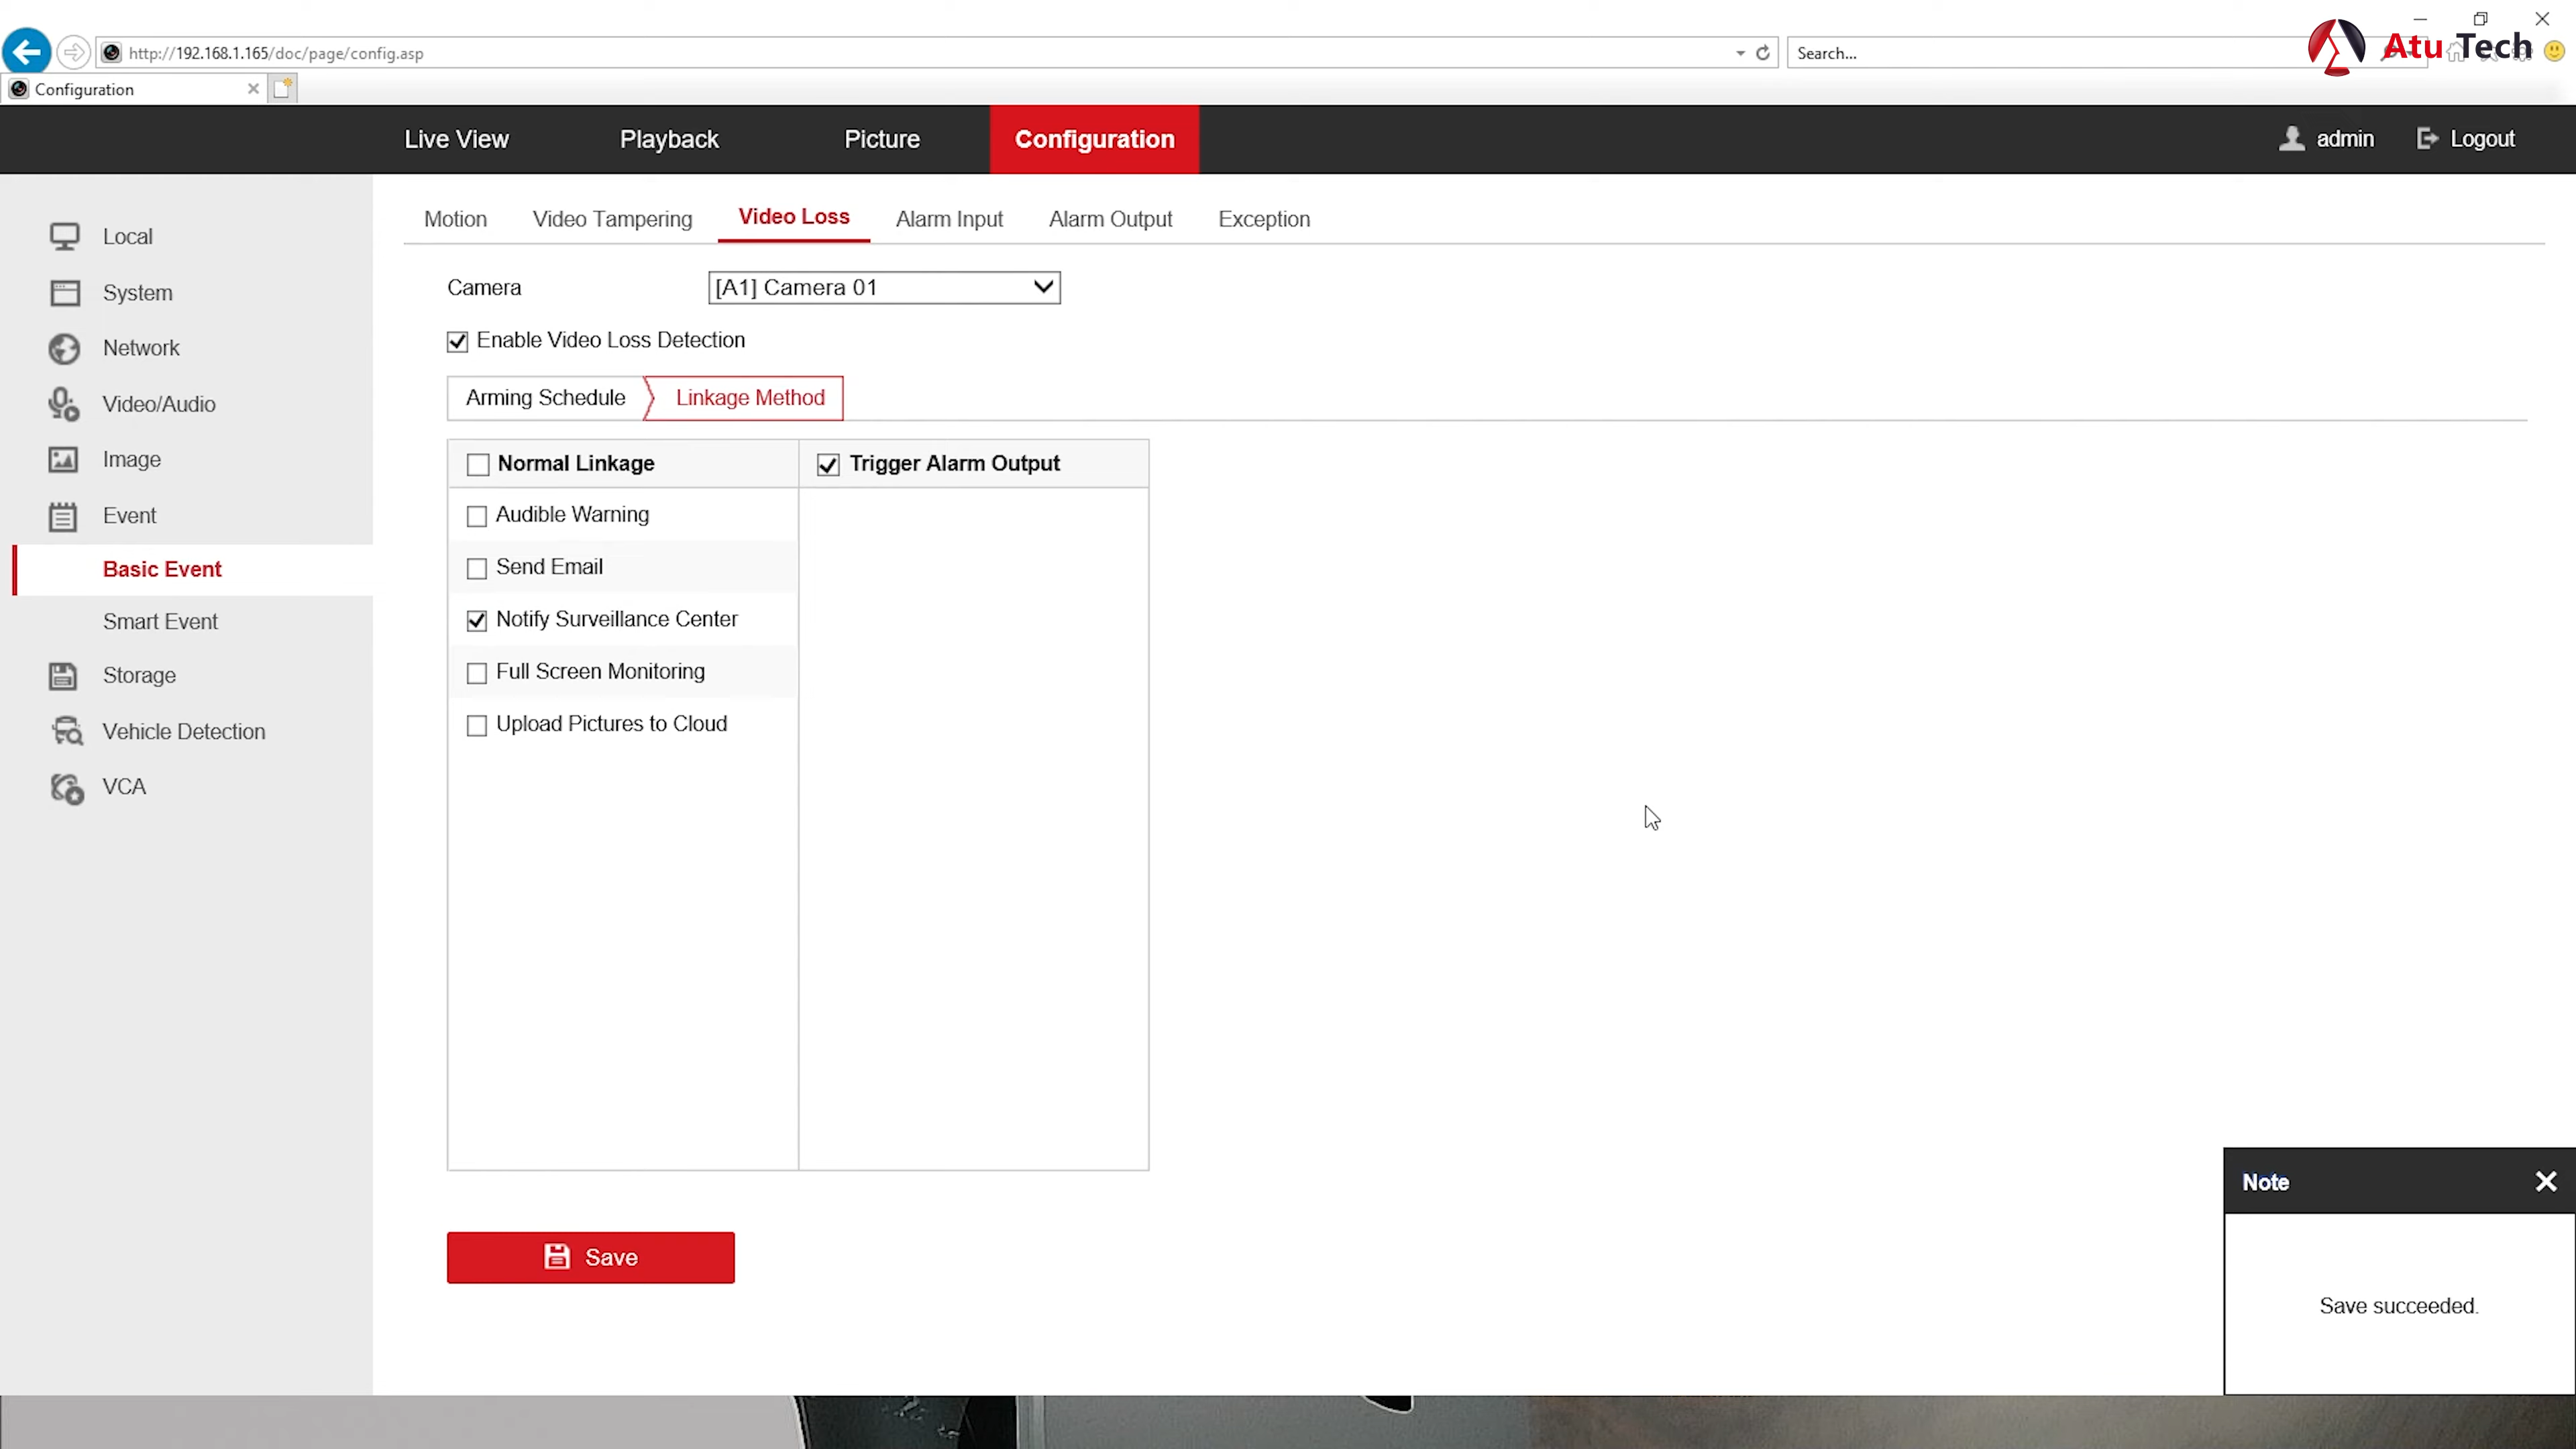 Atu Tech
http://192.168.1.165/doc/page/config.asp
Search...
Configuration
Live View Playback Picture Configuration admin Logout
Motion Video Tampering Video Loss Alarm Input Alarm Output Exception
Local
System
Network
Video/Audio
Image
Event
Basic Event
Smart Event
Storage
Vehicle Detection
VCA
Camera [A1] Camera 01
Enable Video Loss Detection
Arming Schedule Linkage Method
Normal Linkage Trigger Alarm Output
Audible Warning
Send Email
Notify Surveillance Center
Full Screen Monitoring
Upload Pictures to Cloud
Save
Note
Save succeeded.